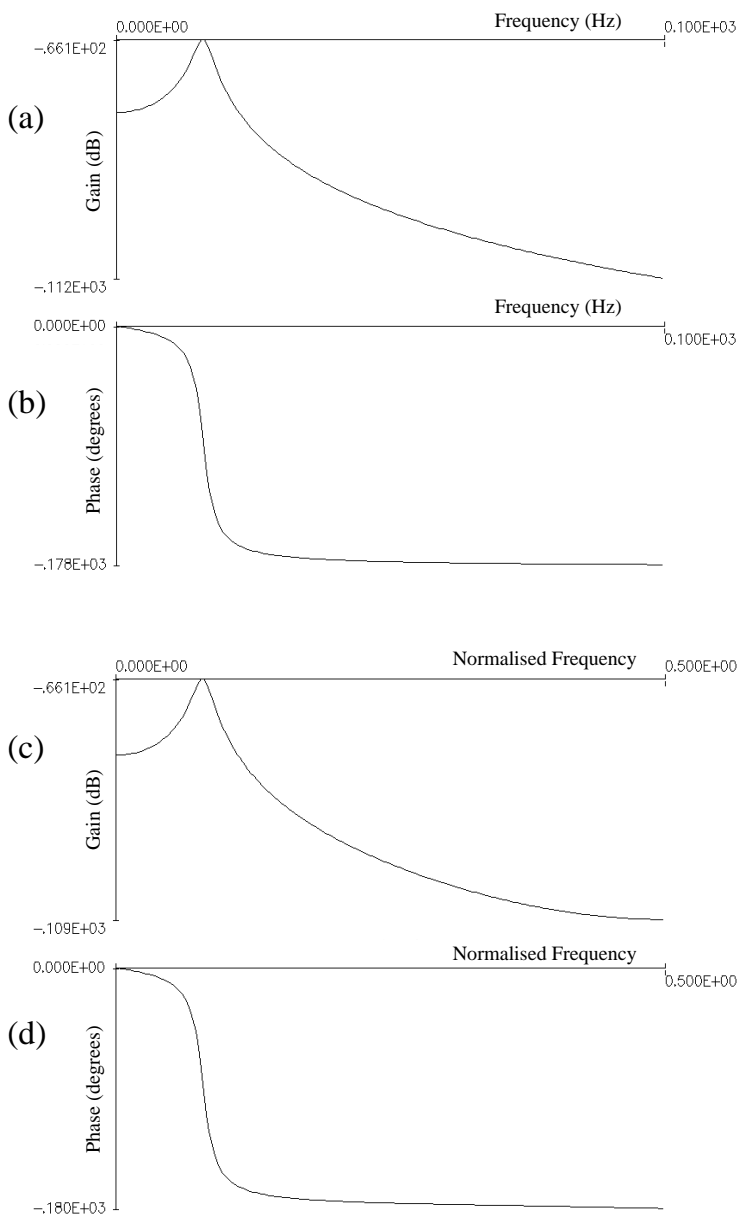 0.000E+00
Frequency (Hz)
0.100E+03
-.661E+02
(a)
Gain (dB)
-.112E+03
Frequency (Hz)
0.000E+00
0.100E+03
(b)
Phase (degrees)
-.178E+03
0.000E+00
Normalised Frequency
0.500E+00
-.661E+02
(c)
Gain (dB)
-.109E+03
Normalised Frequency
0.000E+00
0.500E+00
(d)
Phase (degrees)
-.180E+03